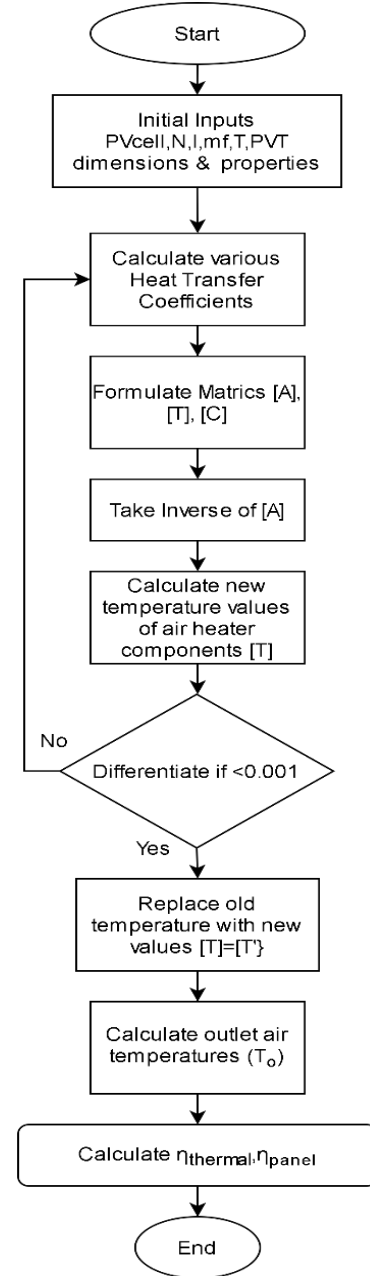 Start
Initial Inputs
PVcell,N,I,mf,T,PVT
dimensions & properties
Calculate various
Heat Transfer
Coefficients
Formulate Matrics [A],
[T], [C]
Take Inverse of [A]
Calculate new
temperature values
of air heater
components [T]
No
Differentiate if <0.001
Yes
Replace old
temperature with new
values [T]=[T'}
Calculate outlet air
temperatures (Tₒ)
Calculate ηthermal,ηpanel
End